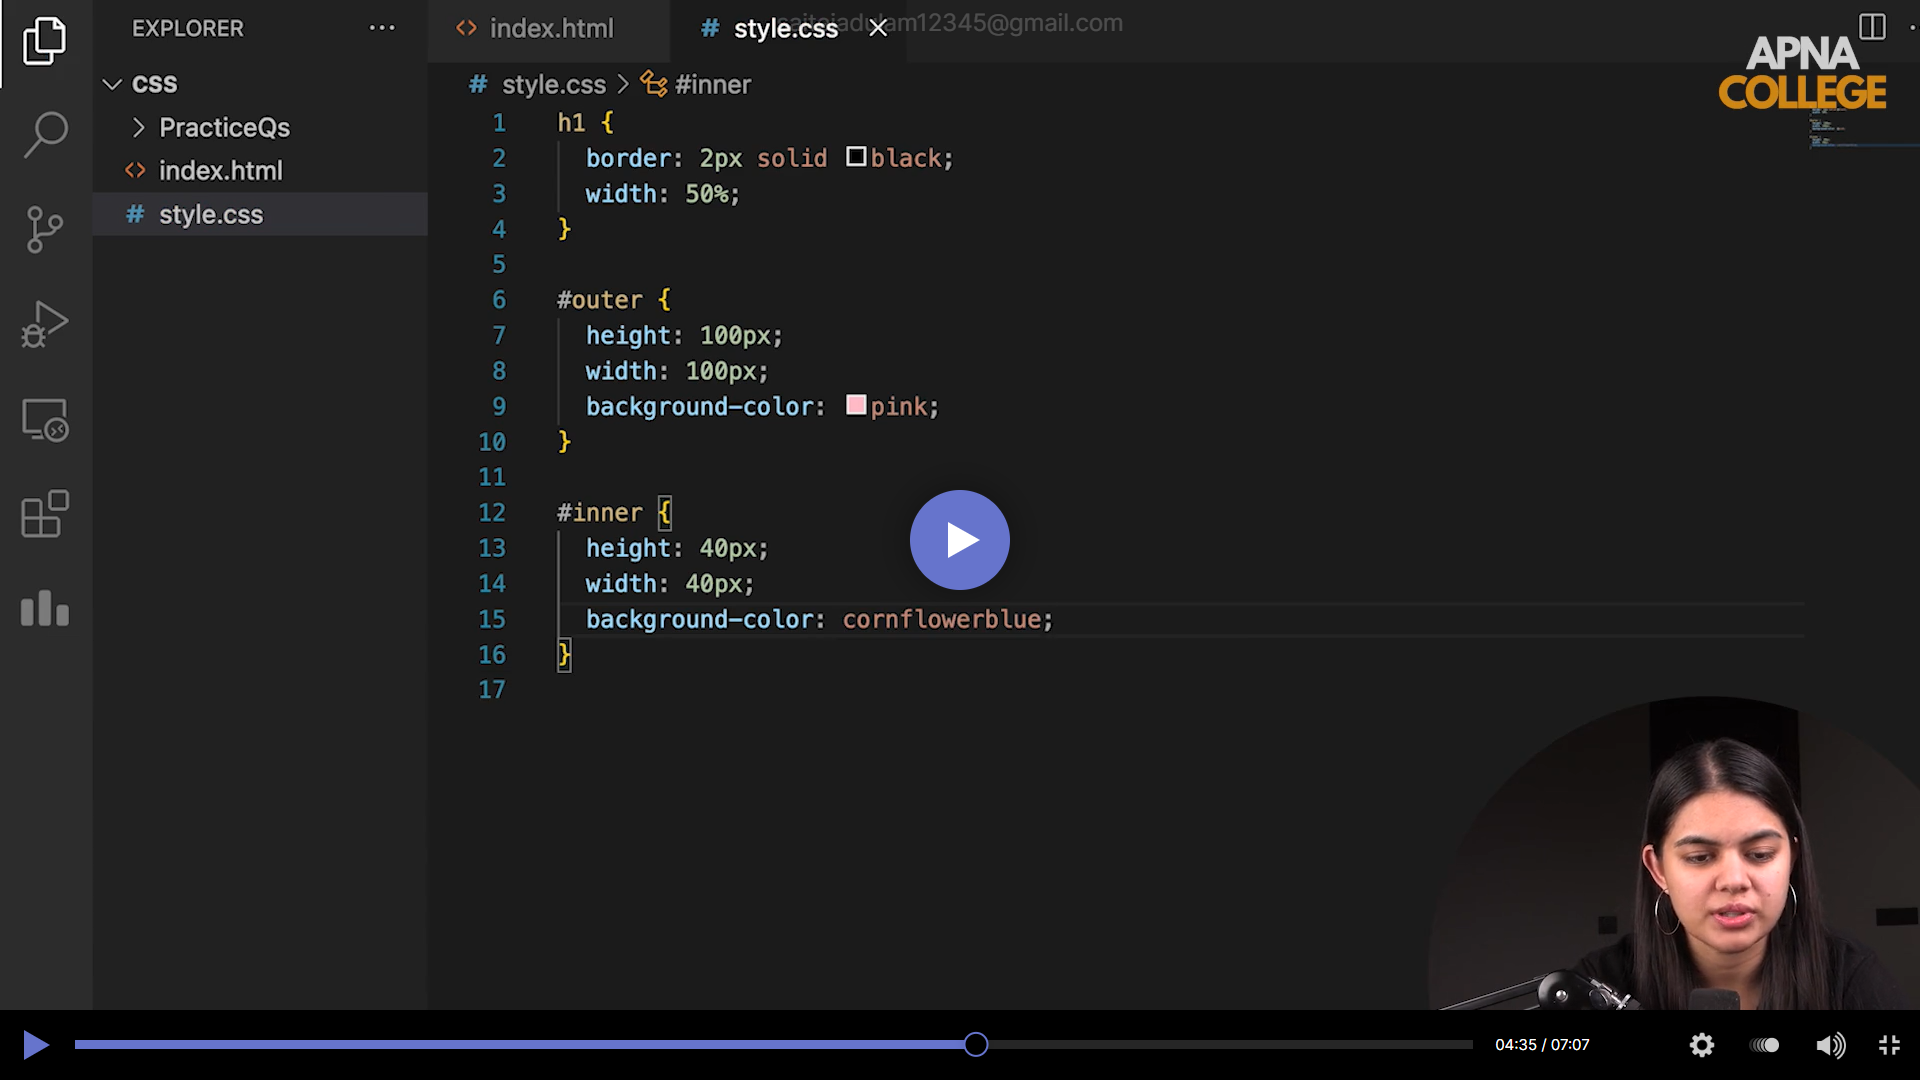 EXPLORER
index.html
style.css
@gmail.com
APNA
COLLEGE
CSS
PracticeQs
index.html
style.css
# style.css > #inner
1 h1 {
2 border: 2px solid black;
3 width: 50%;
4 }
5
6 #outer {
7 height: 100px;
8 width: 100px;
9 background-color: pink;
10 }
11
12 #inner {
13 height: 40px;
14 width: 40px;
15 background-color: cornflowerblue;
16 }
17
04:35 / 07:07